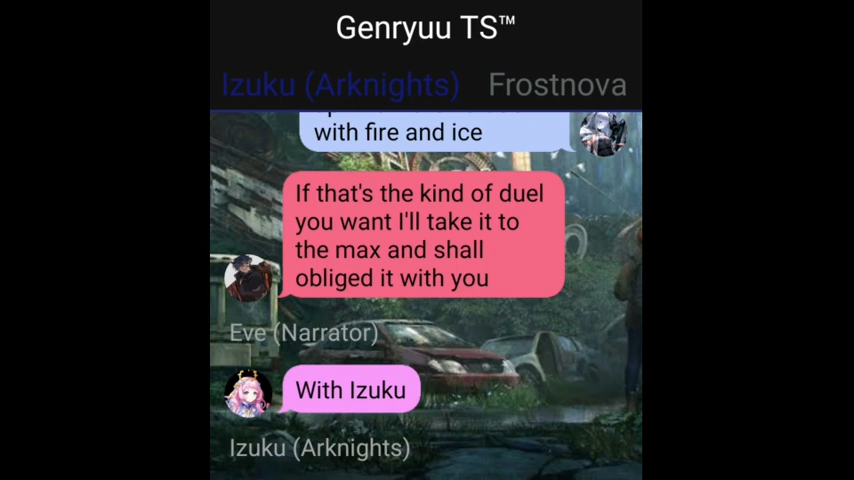 Genryuu TS™
Izuku (Arknights) Frostnova
with fire and ice
If that's the kind of duel
you want I'll take it to
the max and shall
obliged it with you
Eve (Narrator)
With Izuku
Izuku (Arknights)